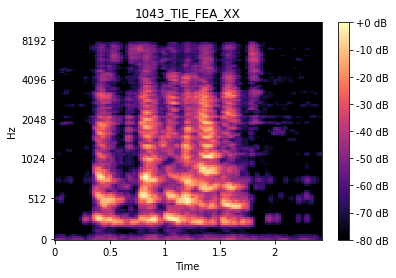 1043_TIE_FEA_XX
Hz
8192
4096
2048
1024
512
0
0
0.5
1
1.5
2
Time
+0 dB
-10 dB
-20 dB
-30 dB
-40 dB
-50 dB
-60 dB
-70 dB
-80 dB